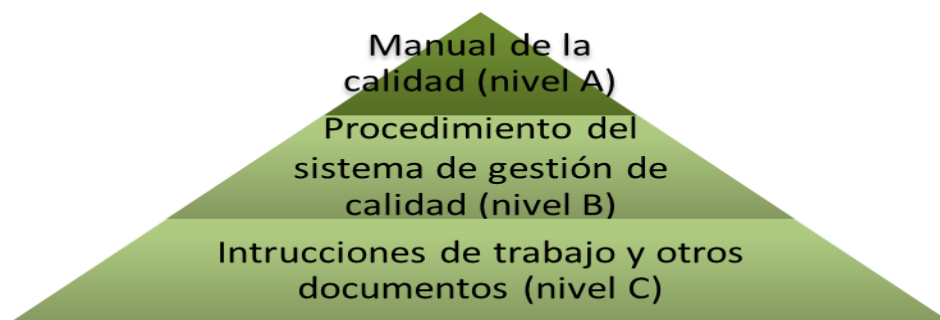 Manual de la
calidad (nivel A)
Procedimiento del
sistema de gestión de
calidad (nivel B)
Intrucciones de trabajo y otros
documentos (nivel C)